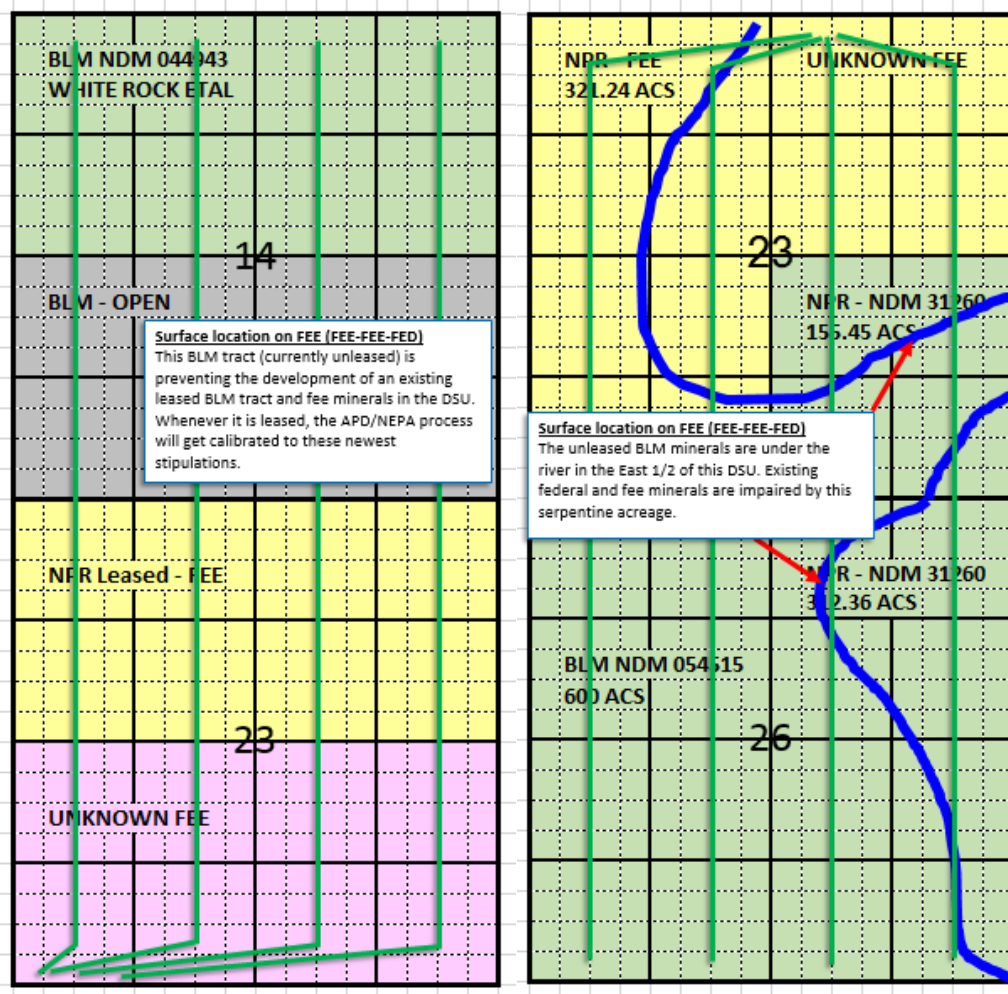 BLM NDM 044943
WHITE ROCK ETAL
14
BLM - OPEN
Surface location on FEE (FEE-FEE-FED)
This BLM tract (currently unleased) is
preventing the development of an existing
leased BLM tract and fee minerals in the DSU.
Whenever it is leased, the APD/NEPA process
will get calibrated to these newest
stipulations.
NPR Leased - FEE
23
UNKNOWN FEE
NPR - FEE
321.24 ACS
UNKNOWN FEE
23
NPR - NDM 31260
155.45 ACS
Surface location on FEE (FEE-FEE-FED)
The unleased BLM minerals are under the
river in the East 1/2 of this DSU. Existing
federal and fee minerals are impaired by this
serpentine acreage.
NPR - NDM 31260
312.36 ACS
BLM NDM 054515
600 ACS
26